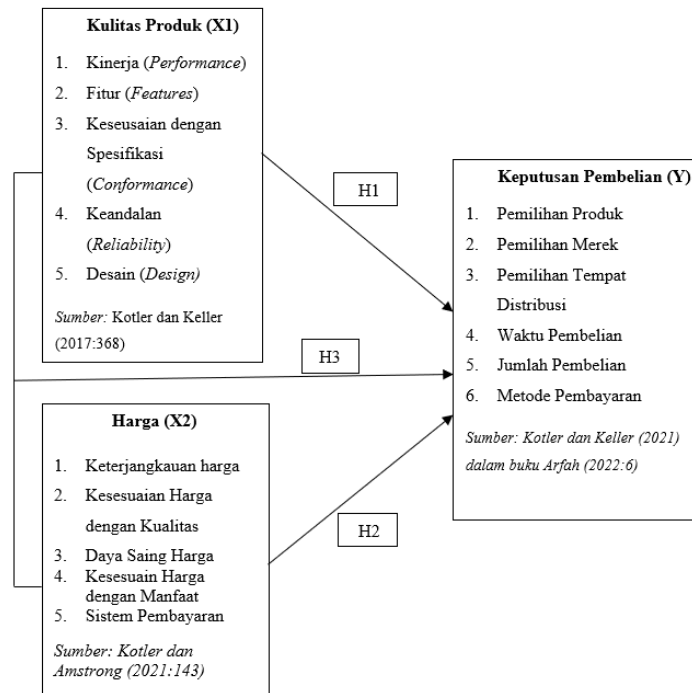 Kulitas Produk (X1)
1. Kinerja (Performance)
2. Fitur (Features)
3. Keseusaian dengan
Spesifikasi
(Conformance)
4. Keandalan
(Reliability)
5. Desain (Design)
Sumber: Kotler dan Keller
(2017:368)
H1
H3
Harga (X2)
1. Keterjangkauan harga
2. Kesesuaian Harga
dengan Kualitas
3. Daya Saing Harga
4. Kesesuain Harga
dengan Manfaat
5. Sistem Pembayaran
Sumber: Kotler dan
Amstrong (2021:143)
H2
Keputusan Pembelian (Y)
1. Pemilihan Produk
2. Pemilihan Merek
3. Pemilihan Tempat
Distribusi
4. Waktu Pembelian
5. Jumlah Pembelian
6. Metode Pembayaran
Sumber: Kotler dan Keller (2021)
dalam buku Arfah (2022:6)